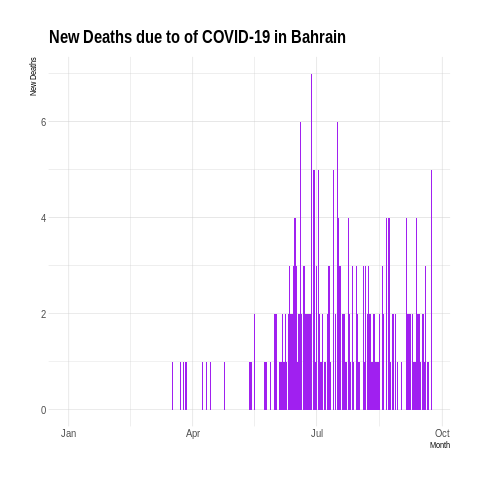 New Deaths due to of COVID-19 in Bahrain
New Deaths
6
4
2
0
Jan Apr Jul Oct
Month